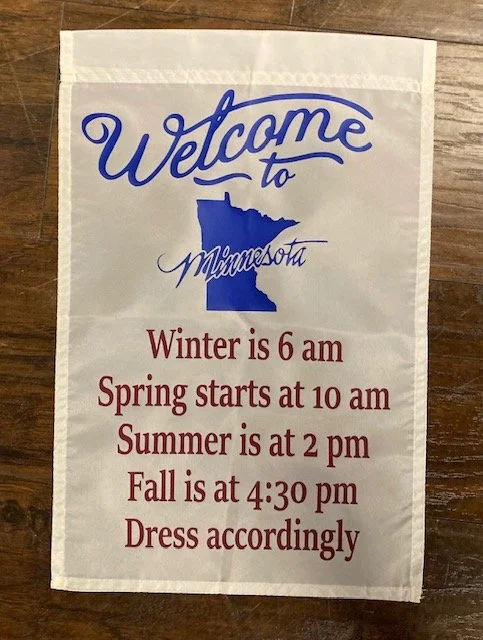 Welcome
to
Minnesota
Winter is 6 am
Spring starts at 10 am
Summer is at 2 pm
Fall is at 4:30 pm
Dress accordingly